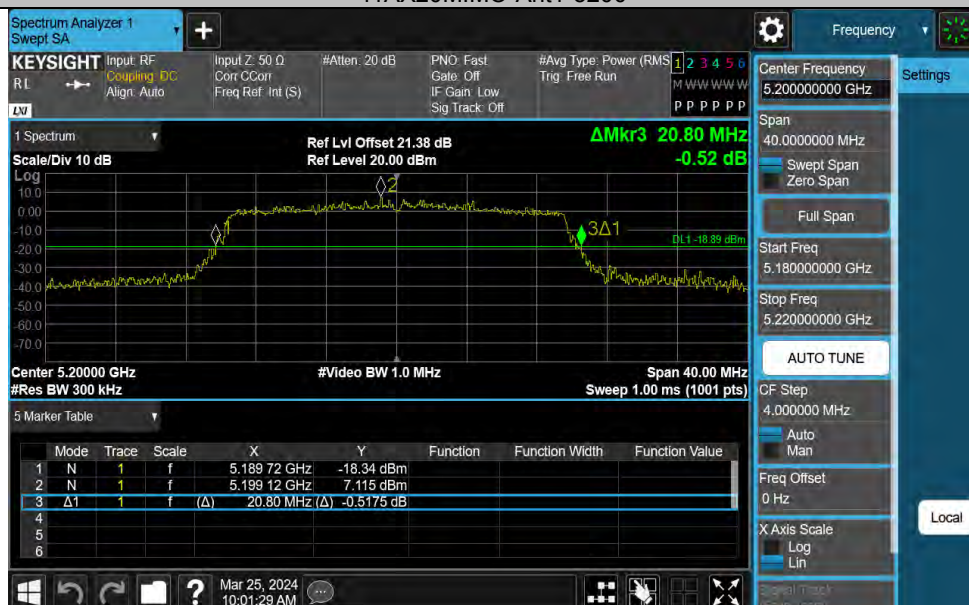 Spectrum Analyzer 1
Swept SA
+
Frequency
KEYSIGHT
RL
LXI
Input: RF
Coupling: DC
Align: Auto
Input Z: 50 Ω
Corr CCorr
Freq Ref: Int (S)
#Atten: 20 dB
PNO: Fast
Gate: Off
IF Gain: Low
Sig Track: Off
#Avg Type: Power (RMS
Trig: Free Run
1 2 3 4 5 6
M W W W W W
P P P P P P
1 Spectrum
Scale/Div 10 dB
Ref Lvl Offset 21.38 dB
Ref Level 20.00 dBm
ΔMkr3 20.80 MHz
-0.52 dB
Log
10.0
0.00
-10.0
-20.0
-30.0
-40.0
-50.0
-60.0
-70.0
1
2
3Δ1
DL1 -18.89 dBm
Center 5.20000 GHz
#Video BW 1.0 MHz
Span 40.00 MHz
#Res BW 300 kHz
Sweep 1.00 ms (1001 pts)
5 Marker Table
Mode Trace Scale X Y Function Function Width Function Value
1 N 1 f 5.189 72 GHz -18.34 dBm
2 N 1 f 5.199 12 GHz 7.115 dBm
3 Δ1 1 f (Δ) 20.80 MHz (Δ) -0.5175 dB
4
5
6
?
Mar 25, 2024
10:01:29 AM
Center Frequency
5.200000000 GHz
Span
40.0000000 MHz
Swept Span
Zero Span
Full Span
Start Freq
5.180000000 GHz
Stop Freq
5.220000000 GHz
AUTO TUNE
CF Step
4.000000 MHz
Auto
Man
Freq Offset
0 Hz
X Axis Scale
Log
Lin
Signal Track
Settings
Local